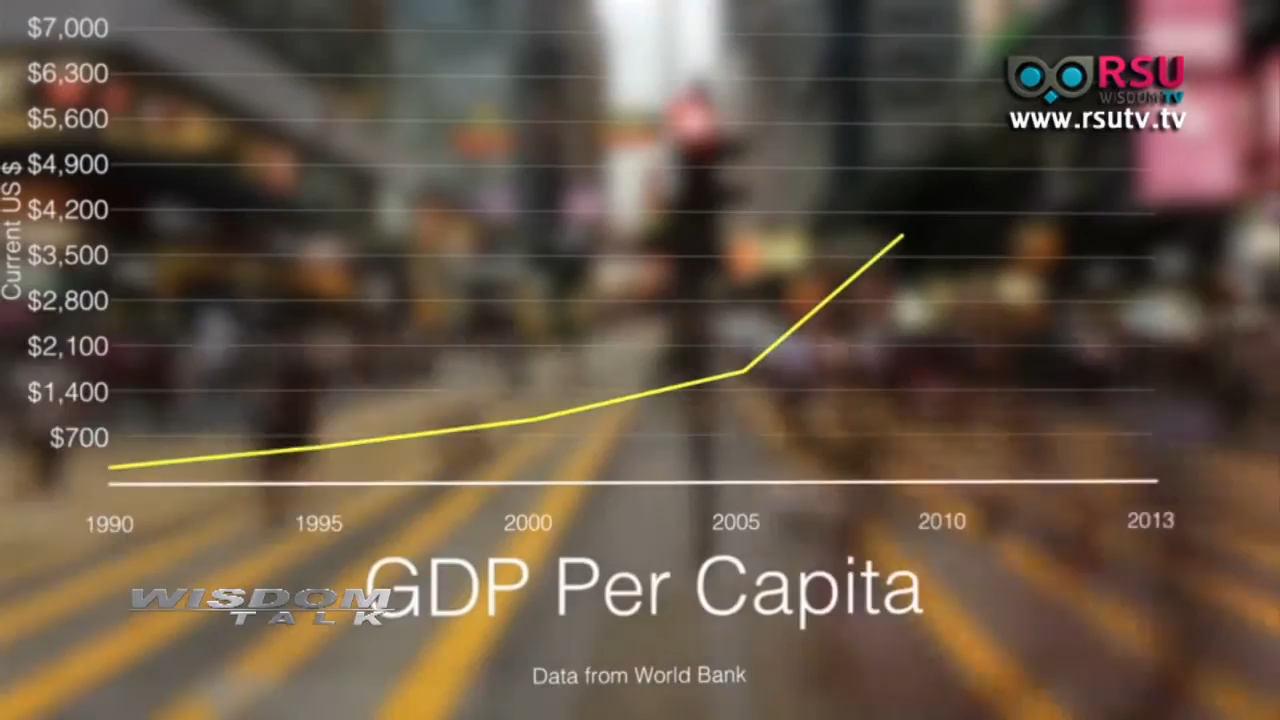 $7,000
$6,300
$5,600
$4,900
$4,200
$3,500
$2,800
$2,100
$1,400
$700
Current US $
1990 1995 2000 2005 2010 2013
GDP Per Capita
Data from World Bank
RSU
WISDOM TV
www.rsutv.tv
WISDOM
TALK